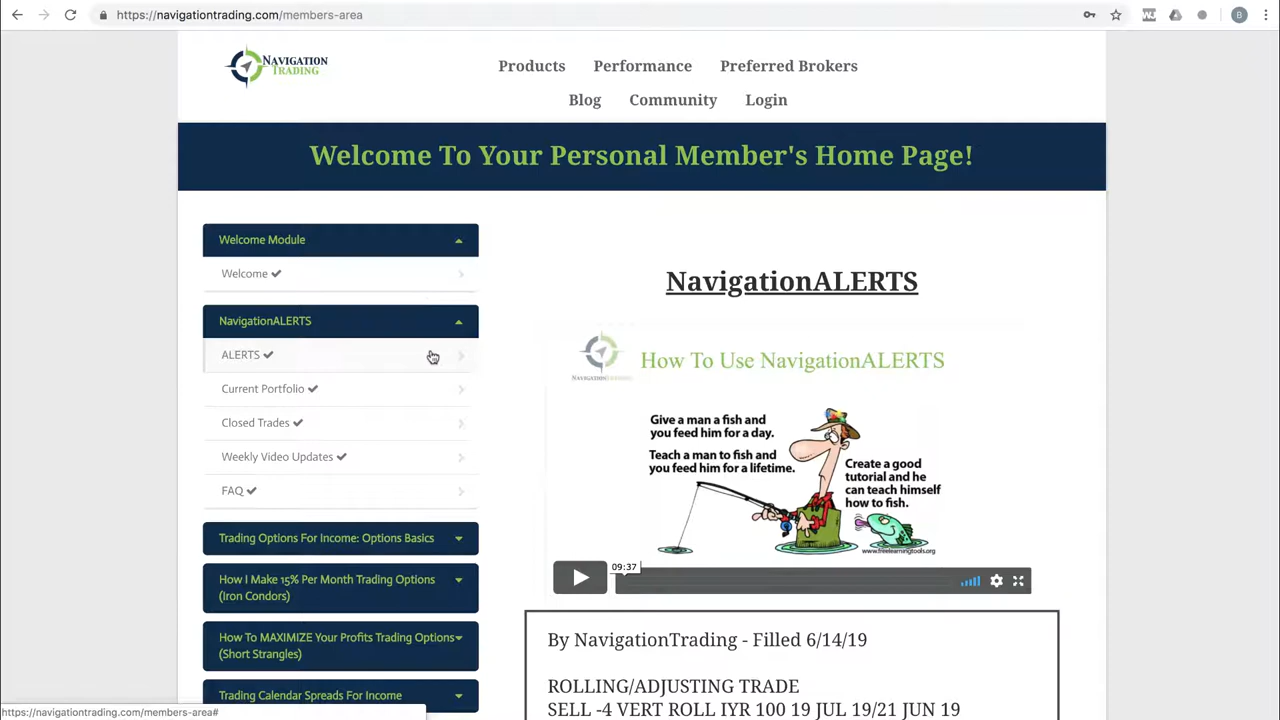 https://navigationtrading.com/members-area
B
NAVIGATION
TRADING
Products Performance Preferred Brokers
Blog Community Login
Welcome To Your Personal Member's Home Page!
Welcome Module
Welcome ✔
NavigationALERTS
ALERTS ✔
Current Portfolio ✔
Closed Trades ✔
Weekly Video Updates ✔
FAQ ✔
Trading Options For Income: Options Basics
How I Make 15% Per Month Trading Options
(Iron Condors)
How To MAXIMIZE Your Profits Trading Options
(Short Strangles)
Trading Calendar Spreads For Income
NavigationALERTS
NAVIGATIONTRADING
How To Use NavigationALERTS
Give a man a fish and
you feed him for a day.
Teach a man to fish and
you feed him for a lifetime.
Create a good
tutorial and he
can teach himself
how to fish.
www.freelearningtools.org
09:37
By NavigationTrading - Filled 6/14/19
ROLLING/ADJUSTING TRADE
SELL -4 VERT ROLL IYR 100 19 JUL 19/21 JUN 19
https://navigationtrading.com/members-area#